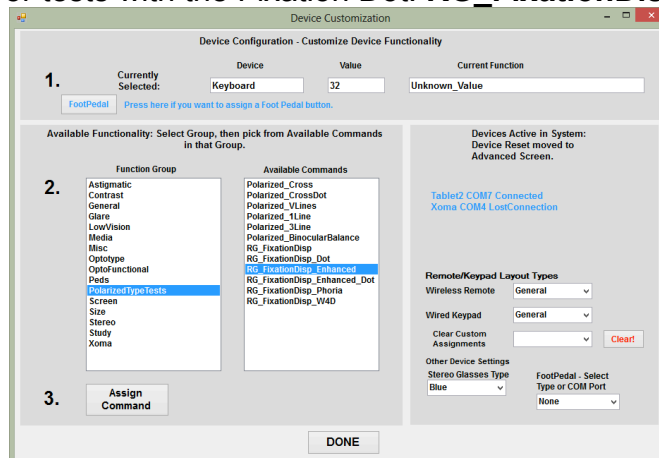 or tests with the Fixation Dot.
Device Customization
Device Configuration - Customize Device Functionality
Device
Value
Current Function
1.
Currently
Selected:
Keyboard
32
Unknown_Value
FootPedal
Press here if you want to assign a Foot Pedal button.
Available Functionality: Select Group, then pick from Available Commands
in that Group.
Function Group
Available Commands
2.
Astigmatic
Contrast
General
Glare
LowVision
Media
Misc
Optotype
OptoFunctional
Peds
PolarizedTypeTests
Screen
Size
Stereo
Study
Xoma
Polarized_Cross
Polarized_CrossDot
Polarized_VLines
Polarized_1Line
Polarized_3Line
Polarized_BinocularBalance
RG_FixationDisp
RG_FixationDisp_Dot
RG_FixationDisp_Enhanced
RG_FixationDisp_Enhanced_Dot
RG_FixationDisp_Phoria
RG_FixationDisp_W4D
3.
Assign
Command
Devices Active in System:
Device Reset moved to
Advanced Screen.
Tablet2 COM7 Connected
Xoma COM4 LostConnection
Remote/Keypad Layout Types
Wireless Remote
General
Wired Keypad
General
Clear Custom
Assignments
Clear!
Other Device Settings
Stereo Glasses Type
Blue
FootPedal - Select
Type or COM Port
None
DONE